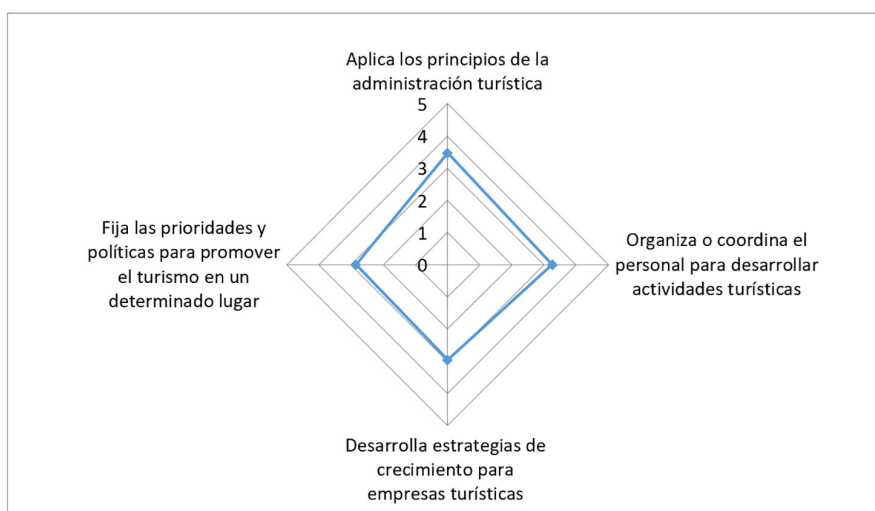 Aplica los principios de la
administración turística
5
4
3
2
1
0
Fija las prioridades y
políticas para promover
el turismo en un
determinado lugar
Organiza o coordina el
personal para desarrollar
actividades turísticas
Desarrolla estrategias de
crecimiento para
empresas turísticas